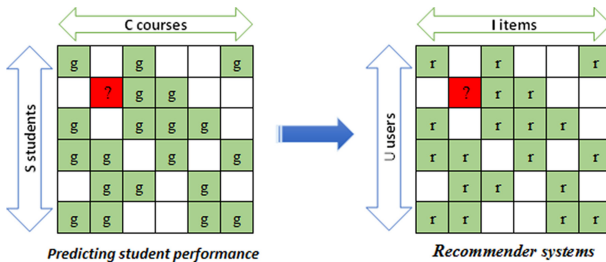 C courses I items
g g g r r r
? g g ? r r
g g g g r r r r
S students U users
g g g g r r r r
g g g r r r
g g g g r r r r
Predicting student performance Recommender systems